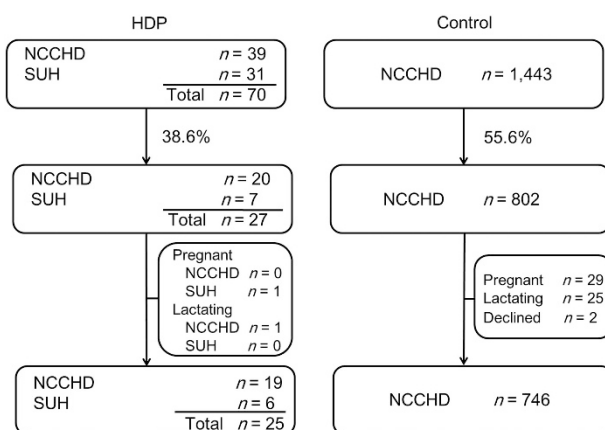 HDP
NCCHD n = 39
SUH n = 31
Total n = 70
38.6%
NCCHD n = 20
SUH n = 7
Total n = 27
Pregnant
NCCHD n = 0
SUH n = 1
Lactating
NCCHD n = 1
SUH n = 0
NCCHD n = 19
SUH n = 6
Total n = 25
Control
NCCHD n = 1,443
55.6%
NCCHD n = 802
Pregnant n = 29
Lactating n = 25
Declined n = 2
NCCHD n = 746